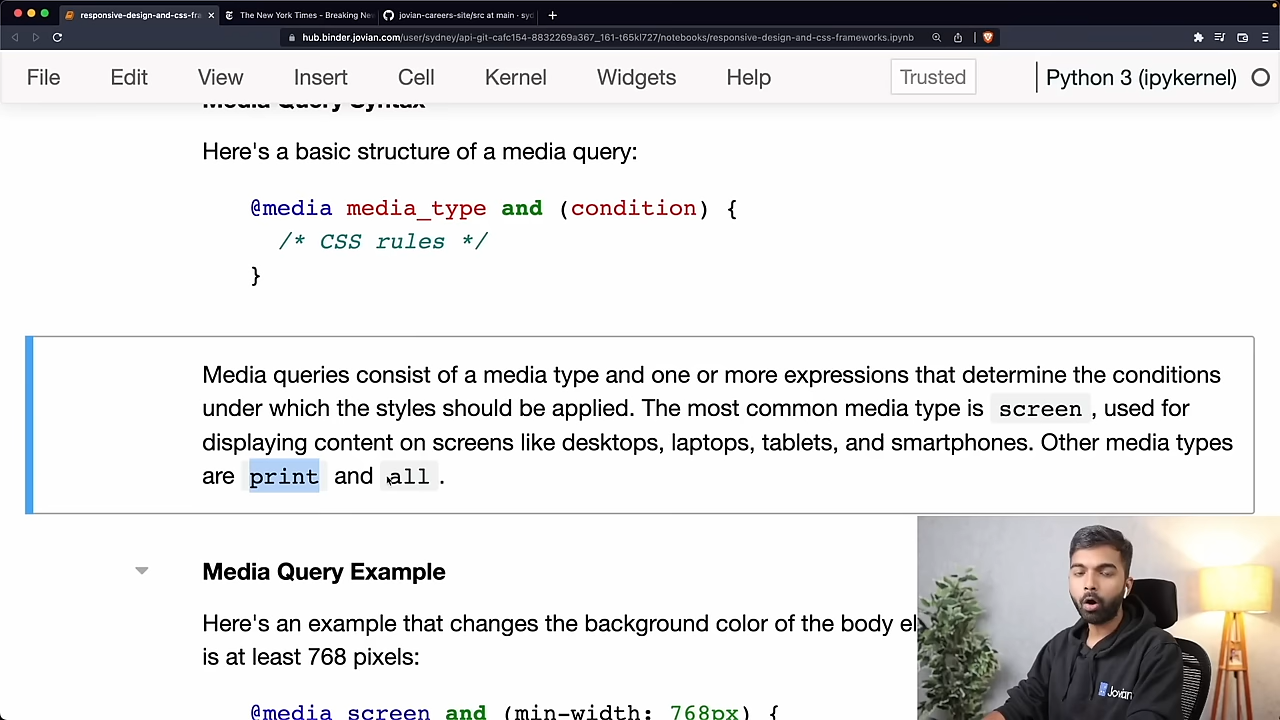 responsive-design-and-css-fra
The New York Times - Breaking New
jovian-careers-site/src at main · syd
hub.binder.jovian.com/user/sydney/api-git-cafc154-8832269a367_161-t65kl727/notebooks/responsive-design-and-css-frameworks.ipynb
File Edit View Insert Cell Kernel Widgets Help Trusted Python 3 (ipykernel)
Media Query Syntax
Here's a basic structure of a media query:
@media media_type and (condition) {
/* CSS rules */
}
Media queries consist of a media type and one or more expressions that determine the conditions
under which the styles should be applied. The most common media type is screen, used for
displaying content on screens like desktops, laptops, tablets, and smartphones. Other media types
are print and all.
Media Query Example
Here's an example that changes the background color of the body el
is at least 768 pixels:
@media screen and (min-width: 768px) {
Jovian